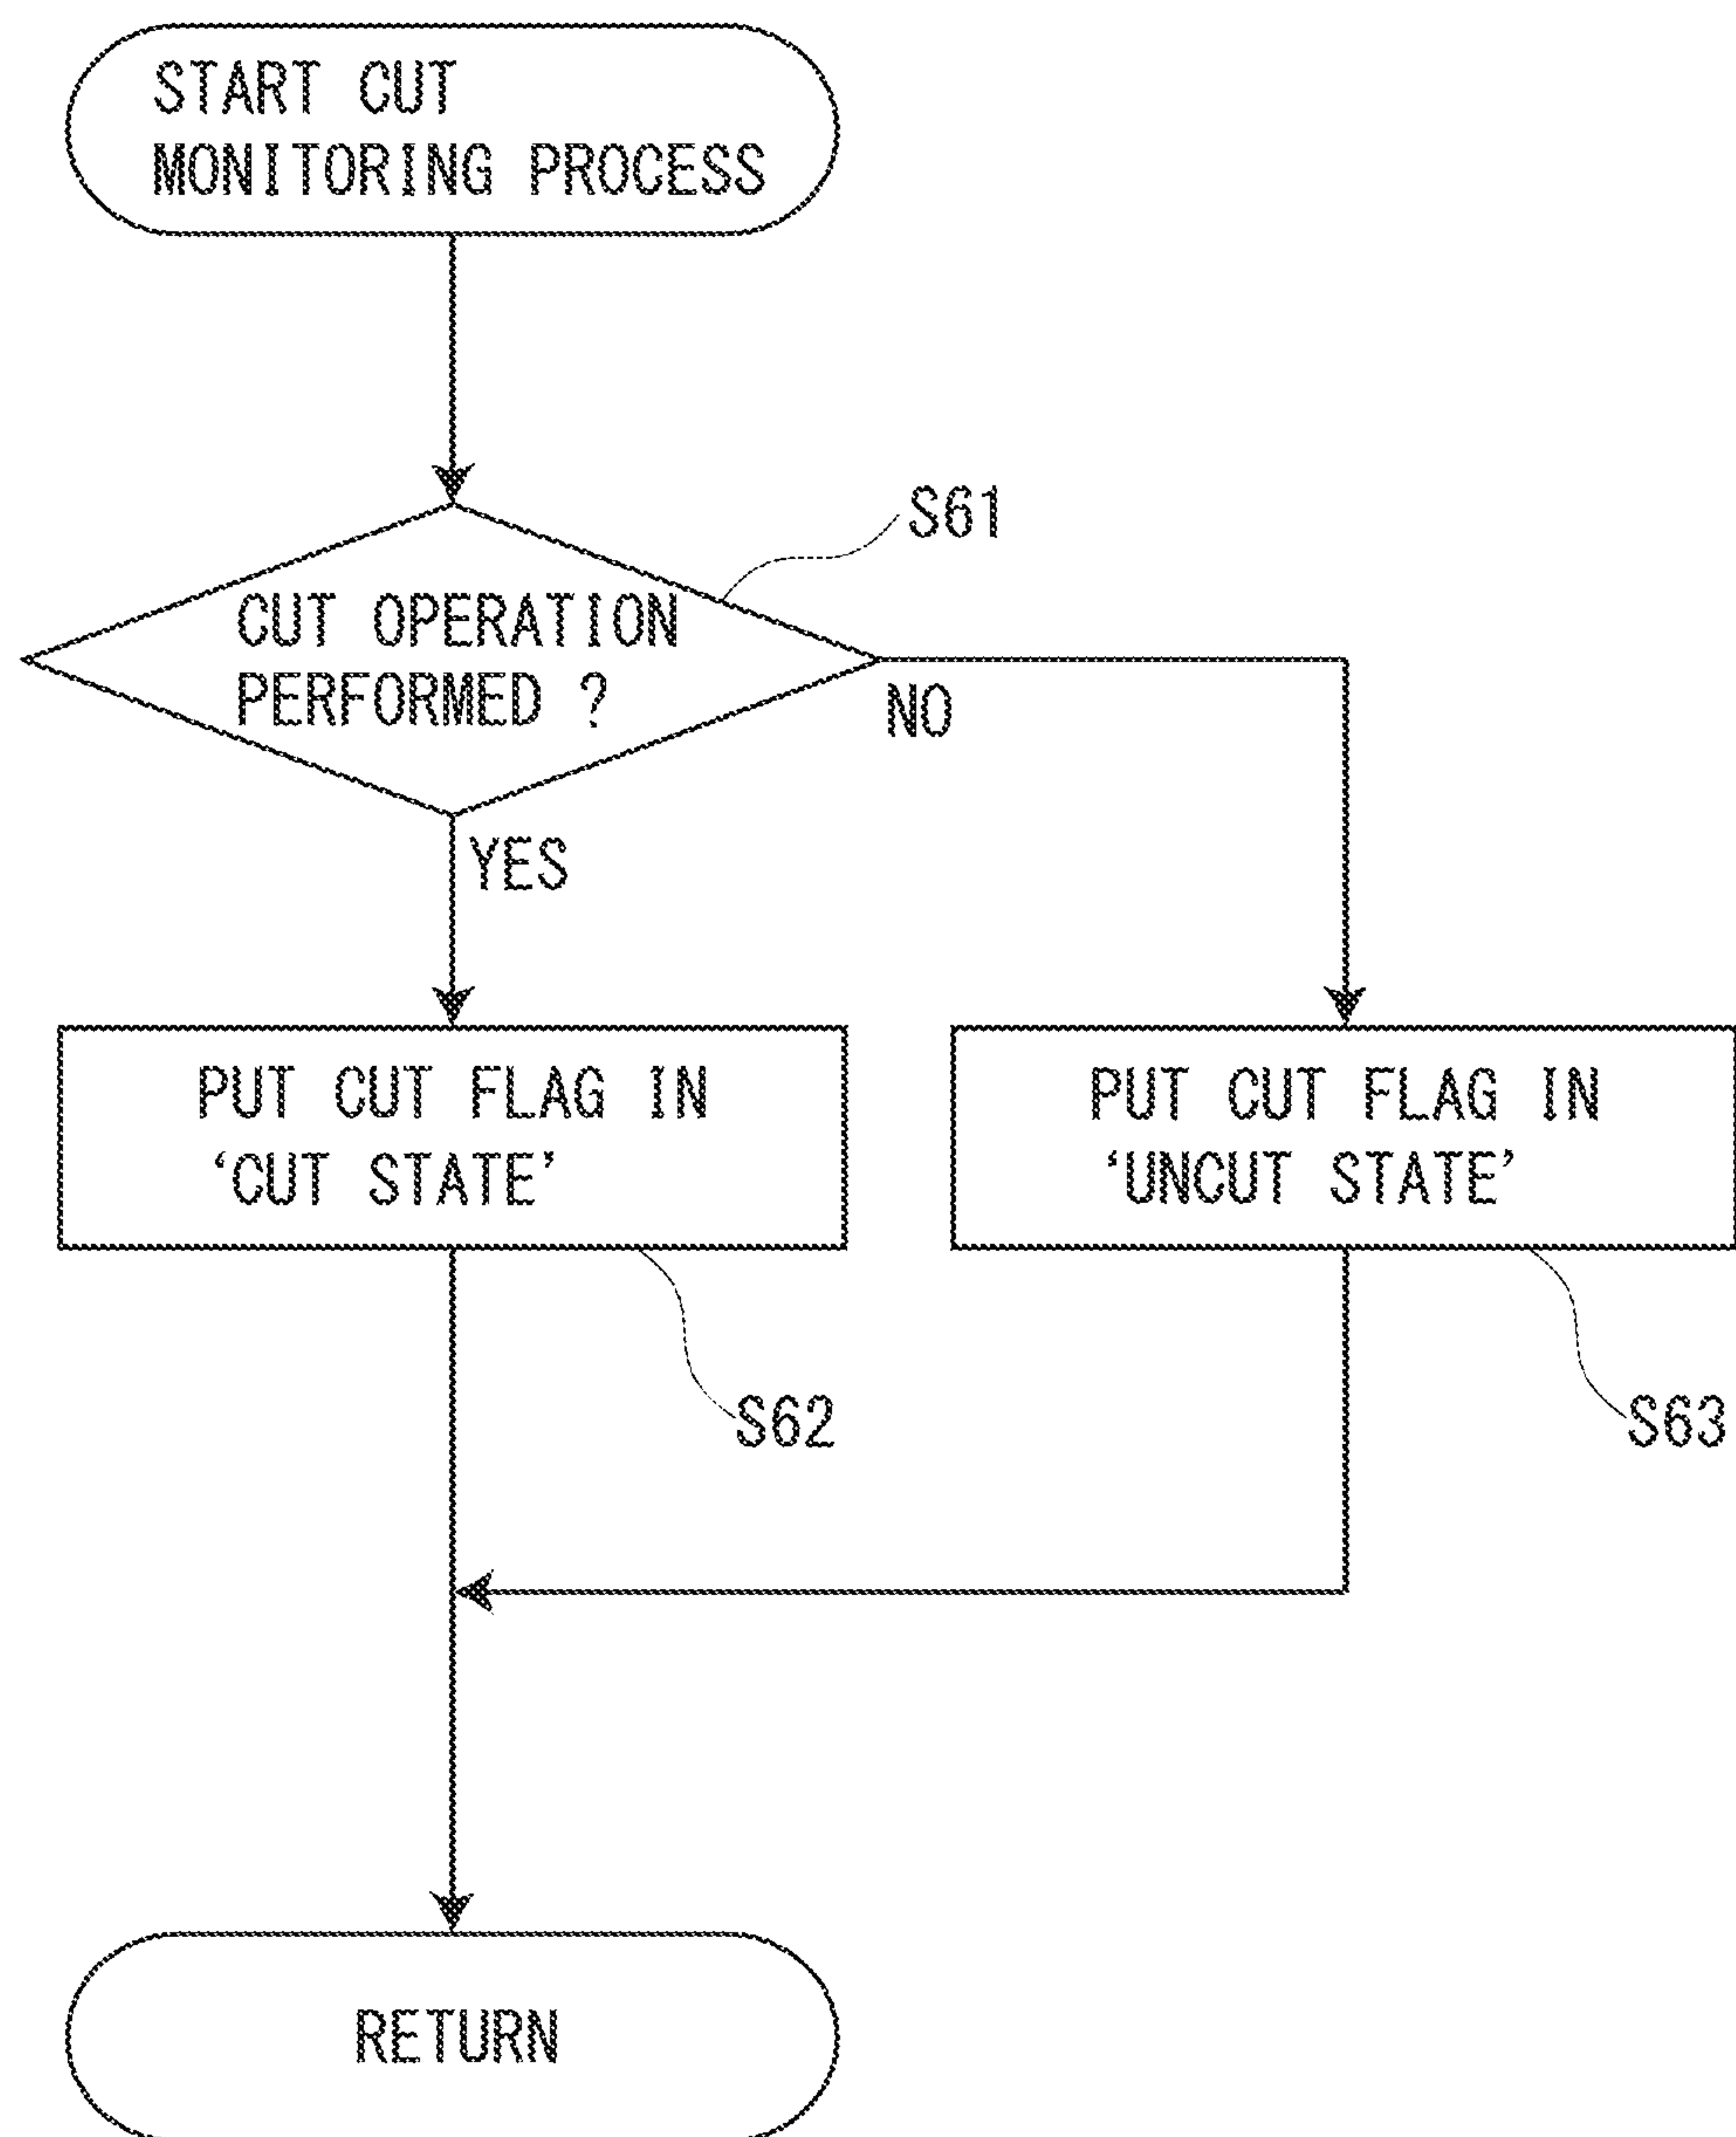 START CUT
MONITORING PROCESS
S61
CUT OPERATION
PERFORMED ?
NO
YES
PUT CUT FLAG IN
‘CUT STATE’
PUT CUT FLAG IN
‘UNCUT STATE’
S62
S63
RETURN